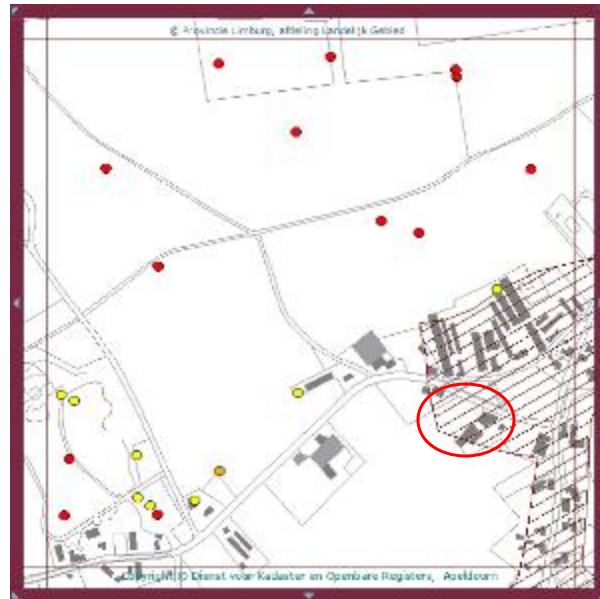 © Provincie Limburg, afdeling Landelijk Gebied
Copyright © Dienst voor Kadaster en Openbare Registers, Apeldoorn